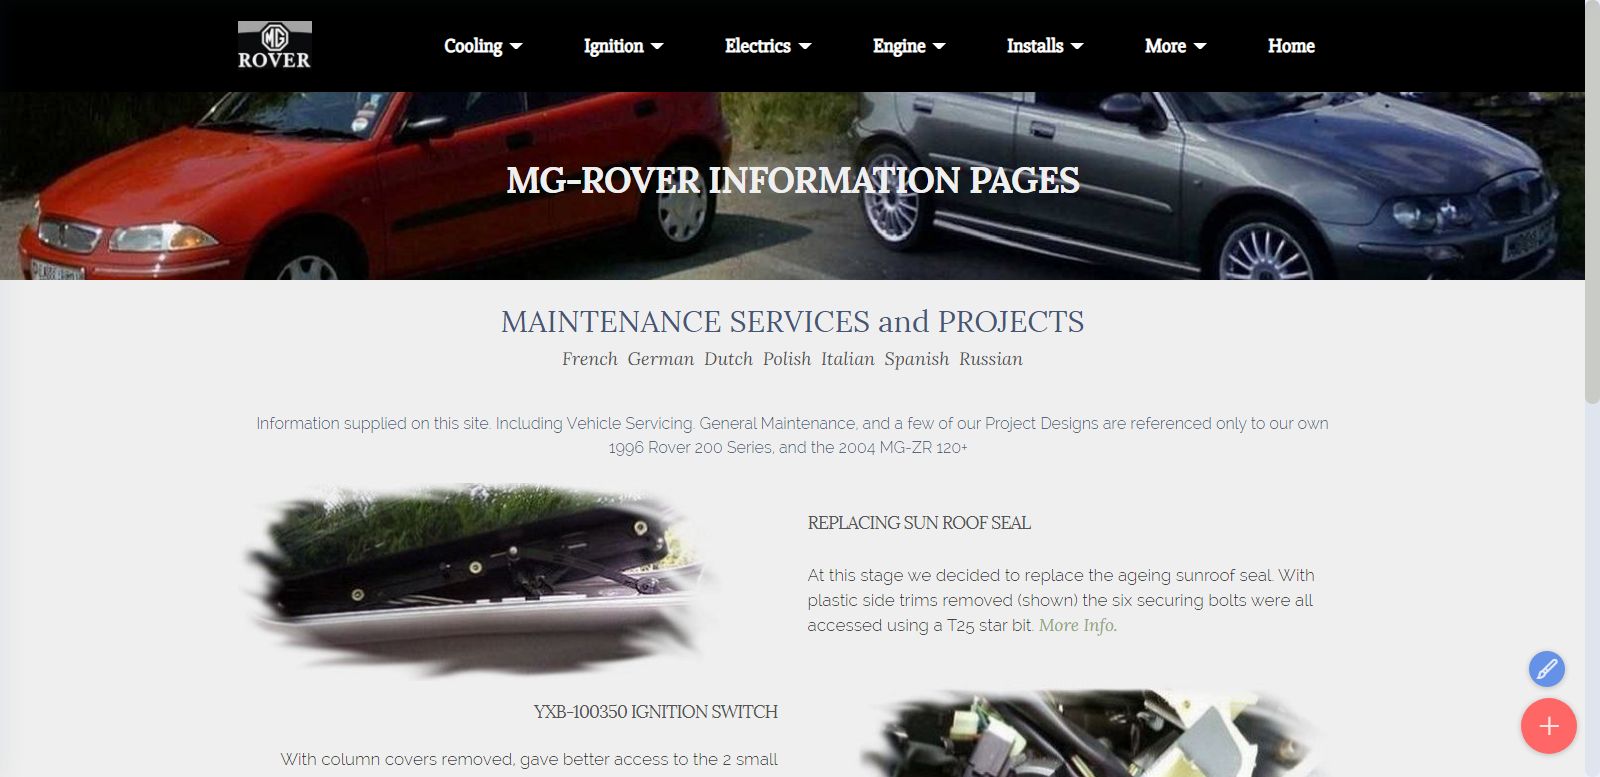 MG
ROVER
Cooling Ignition Electrics Engine Installs More Home
MG-ROVER INFORMATION PAGES
MAINTENANCE SERVICES and PROJECTS
French German Dutch Polish Italian Spanish Russian
Information supplied on this site. Including Vehicle Servicing. General Maintenance, and a few of our Project Designs are referenced only to our own
1996 Rover 200 Series, and the 2004 MG-ZR 120+
REPLACING SUN ROOF SEAL
At this stage we decided to replace the ageing sunroof seal. With
plastic side trims removed (shown) the six securing bolts were all
accessed using a T25 star bit. More Info.
YXB-100350 IGNITION SWITCH
With column covers removed, gave better access to the 2 small